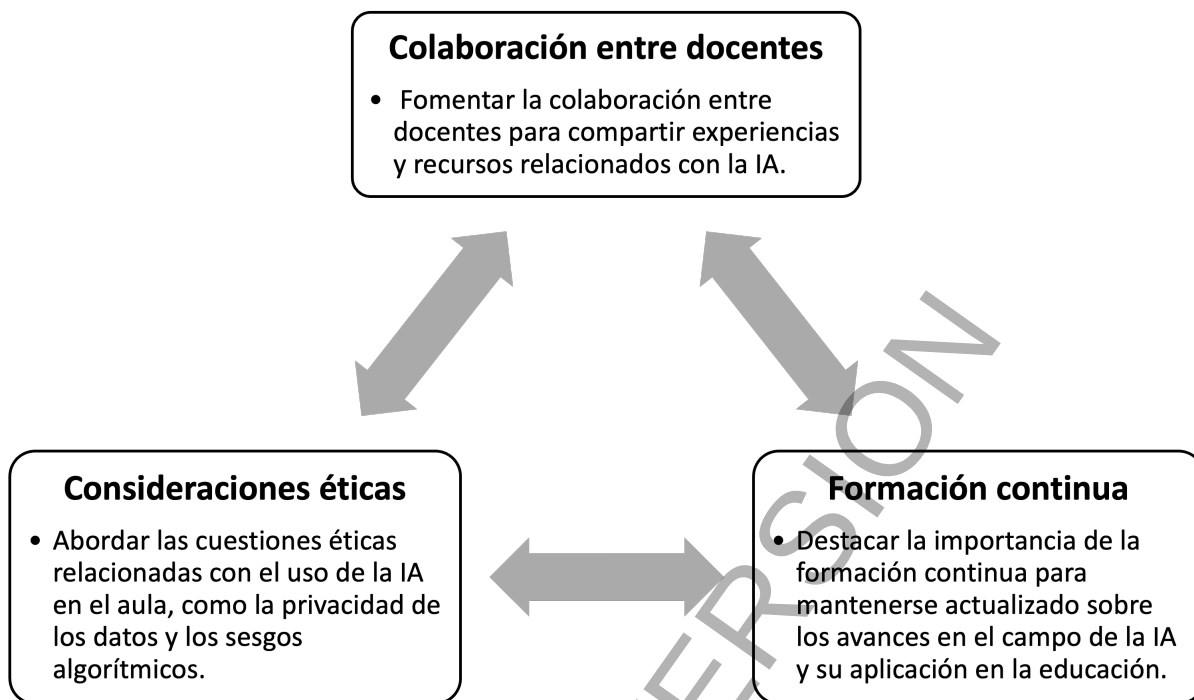 Colaboración entre docentes
• Fomentar la colaboración entre
docentes para compartir experiencias
y recursos relacionados con la IA.
Consideraciones éticas
• Abordar las cuestiones éticas
relacionadas con el uso de la IA
en el aula, como la privacidad de
los datos y los sesgos
algorítmicos.
Formación continua
• Destacar la importancia de la
formación continua para
mantenerse actualizado sobre
los avances en el campo de la IA
y su aplicación en la educación.
ERSION